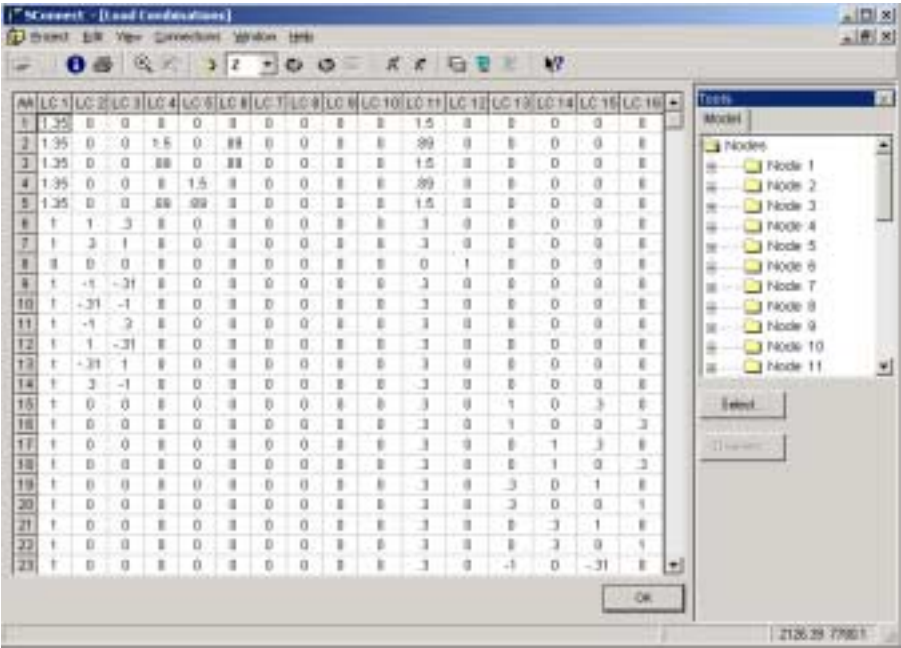 SConnect - [Load Combinations]
Project Edit View Connections Window Help
2
AA LC 1 LC 2 LC 3 LC 4 LC 5 LC 6 LC 7 LC 8 LC 9 LC 10 LC 11 LC 12 LC 13 LC 14 LC 15 LC 16
1 1.35 0 0 0 0 0 0 0 0 0 1.5 0 0 0 0 0
2 1.35 0 0 1.5 0 0 0 0 0 .89 0 0 0 0 0
3 1.35 0 0 0 0 0 0 0 1.5 0 0 0 0 0
4 1.35 0 0 0 1.5 0 0 0 0 0 .89 0 0 0 0 0
5 1.35 0 0 0 0 0 0 0 1.5 0 0 0 0 0
6 1 1 .3 0 0 0 0 0 0 0 .3 0 0 0 0 0
7 1 .3 1 0 0 0 0 0 0 0 .3 0 0 0 0 0
8 0 0 0 0 0 0 0 0 0 0 0 1 0 0 0 0
9 1 -1 -.31 0 0 0 0 0 0 0 .3 0 0 0 0 0
10 1 -.31 -1 0 0 0 0 0 0 0 .3 0 0 0 0 0
11 1 -1 .3 0 0 0 0 0 0 0 .3 0 0 0 0 0
12 1 1 -.31 0 0 0 0 0 0 0 .3 0 0 0 0 0
13 1 -.31 1 0 0 0 0 0 0 0 .3 0 0 0 0 0
14 1 .3 -1 0 0 0 0 0 0 0 .3 0 0 0 0 0
15 1 0 0 0 0 0 0 0 0 0 .3 0 1 0 .3 0
16 1 0 0 0 0 0 0 0 0 0 .3 0 1 0 0 .3
17 1 0 0 0 0 0 0 0 0 0 .3 0 0 1 .3 0
18 1 0 0 0 0 0 0 0 0 0 .3 0 0 1 0 .3
19 1 0 0 0 0 0 0 0 0 0 .3 0 .3 0 1 0
20 1 0 0 0 0 0 0 0 0 0 .3 0 .3 0 0 1
21 1 0 0 0 0 0 0 0 0 0 .3 0 0 .3 1 0
22 1 0 0 0 0 0 0 0 0 0 .3 0 0 .3 0 1
23 1 0 0 0 0 0 0 0 0 0 .3 0 -1 0 -.31 0
OK
Tools
Model
Nodes
Node 1
Node 2
Node 3
Node 4
Node 5
Node 6
Node 7
Node 8
Node 9
Node 10
Node 11
Select...
2126.39